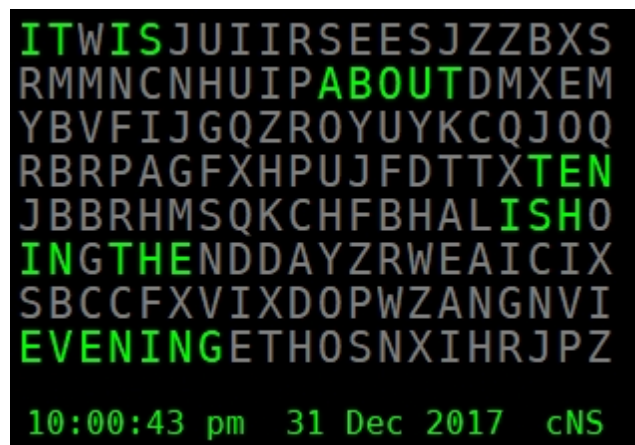 ITWISJUIIRSEESJZZBXS
RMMNCNHUIPABOUTDMXEM
YBVFIJGQZROYUYKCQJOQ
RBRPAGFXHPUJFDTTXTEN
JBBRHMSQKCHFBHALISHO
INGTHENDDAYZRWEAICIX
SBCCFXVIXDOPWZANGNVI
EVENINGETHOSNXIHRJPZ
10:00:43 pm 31 Dec 2017 cNS